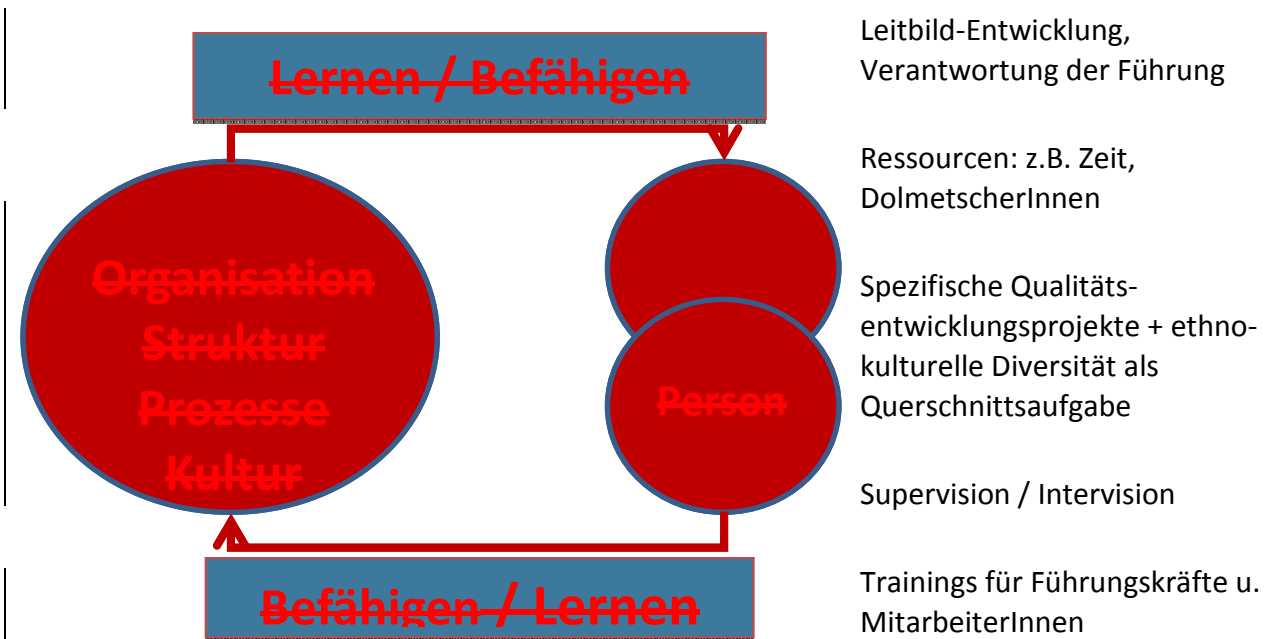 Lernen / Befähigen
Organisation
Struktur
Prozesse
Kultur
Person
Befähigen / Lernen
Leitbild-Entwicklung,
Verantwortung der Führung
Ressourcen: z.B. Zeit,
DolmetscherInnen
Spezifische Qualitäts-
entwicklungsprojekte + ethno-
kulturelle Diversität als
Querschnittsaufgabe
Supervision / Intervision
Trainings für Führungskräfte u.
MitarbeiterInnen